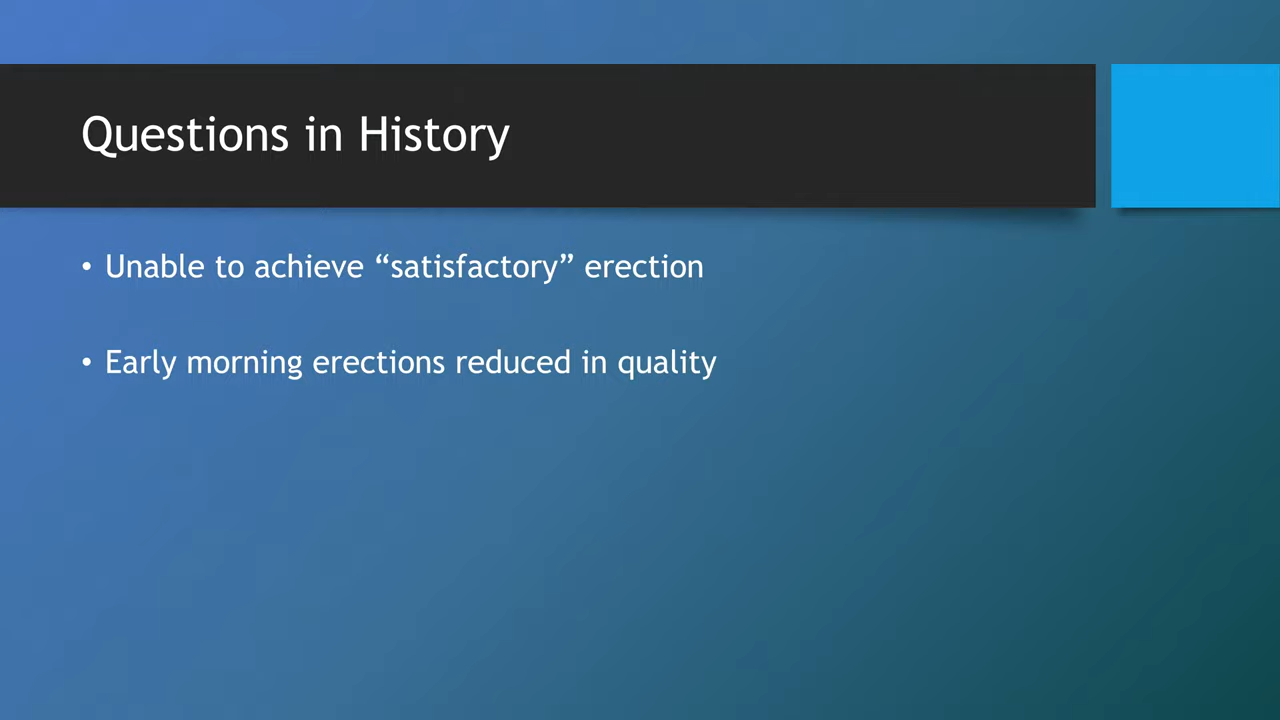 Questions in History
• Unable to achieve “satisfactory” erection
• Early morning erections reduced in quality